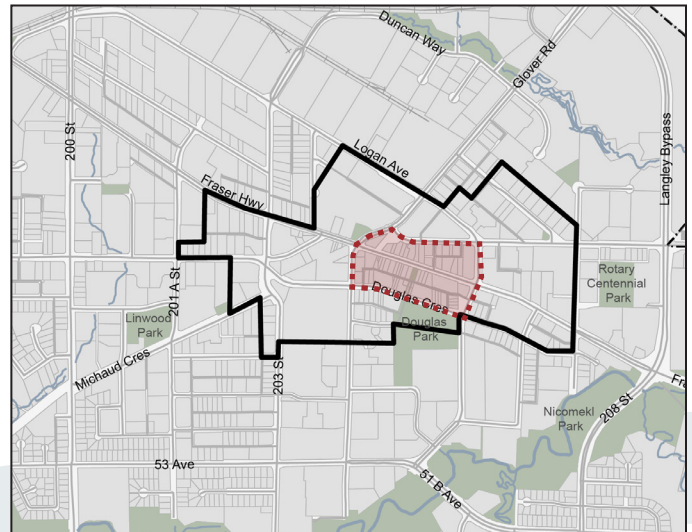 Duncan Way
Glover Rd
200 St
Langley Bypass
Logan Ave
Fraser Hwy
201 A St
Rotary
Centennial
Park
Douglas Cres
Linwood
Park
Douglas
Park
Michaud Cres
203 St
Fra
208 St
Nicomekl
Park
53 Ave
51 B Ave